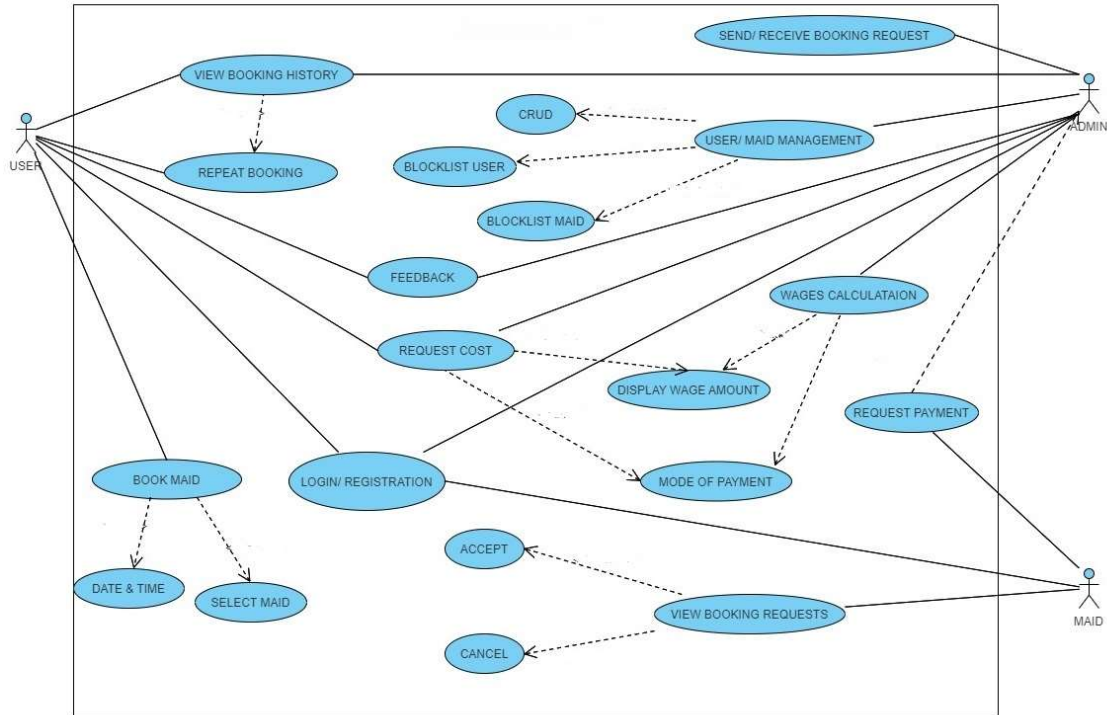 SEND/ RECEIVE BOOKING REQUEST
VIEW BOOKING HISTORY
CRUD
ADMIN
USER/ MAID MANAGEMENT
USER
BLOCKLIST USER
REPEAT BOOKING
BLOCKLIST MAID
FEEDBACK
WAGES CALCULATAION
REQUEST COST
DISPLAY WAGE AMOUNT
REQUEST PAYMENT
BOOK MAID
LOGIN/ REGISTRATION
MODE OF PAYMENT
ACCEPT
DATE & TIME
SELECT MAID
VIEW BOOKING REQUESTS
MAID
CANCEL